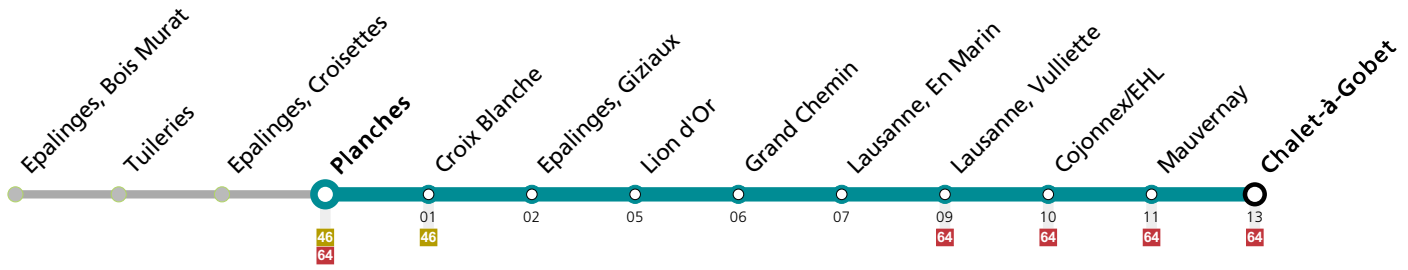 Epalinges, Bois Murat
Tuileries
Epalinges, Croisettes
Planches
Croix Blanche
Epalinges, Giziaux
Lion d'Or
Grand Chemin
Lausanne, En Marin
Lausanne, Vulliette
Cojonnex/EHL
Mauvernay
Chalet-à-Gobet
01 02 05 06 07 09 10 11 13
46 46 64 64 64 64
64